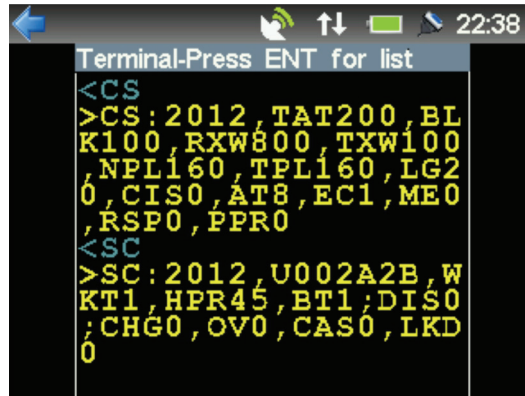 22:38
Terminal-Press ENT for list
<CS
>CS:2012,TAT200,BL
K100,RXW800,TXW100
,NPL160,TPL160,LG2
0,CIS0,AT8,EC1,ME0
,RSP0,PPR0
<SC
>SC:2012,U002A2B,W
KT1,HPR45,BT1;DIS0
;CHG0,OV0,CAS0,LKD
0